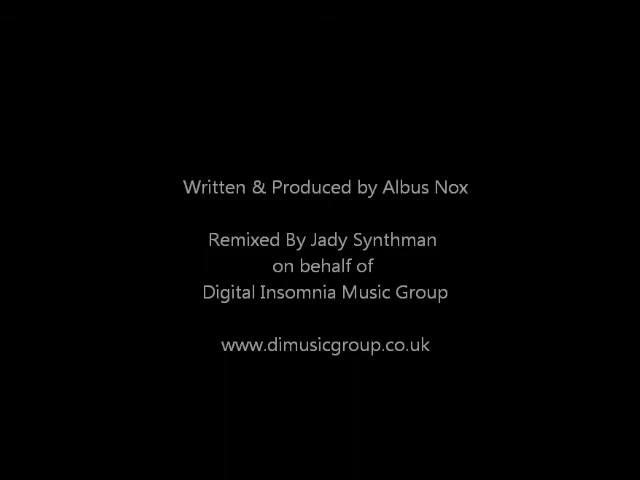 Written & Produced by Albus Nox
Remixed By Jady Synthman
on behalf of
Digital Insomnia Music Group
www.dimusicgroup.co.uk